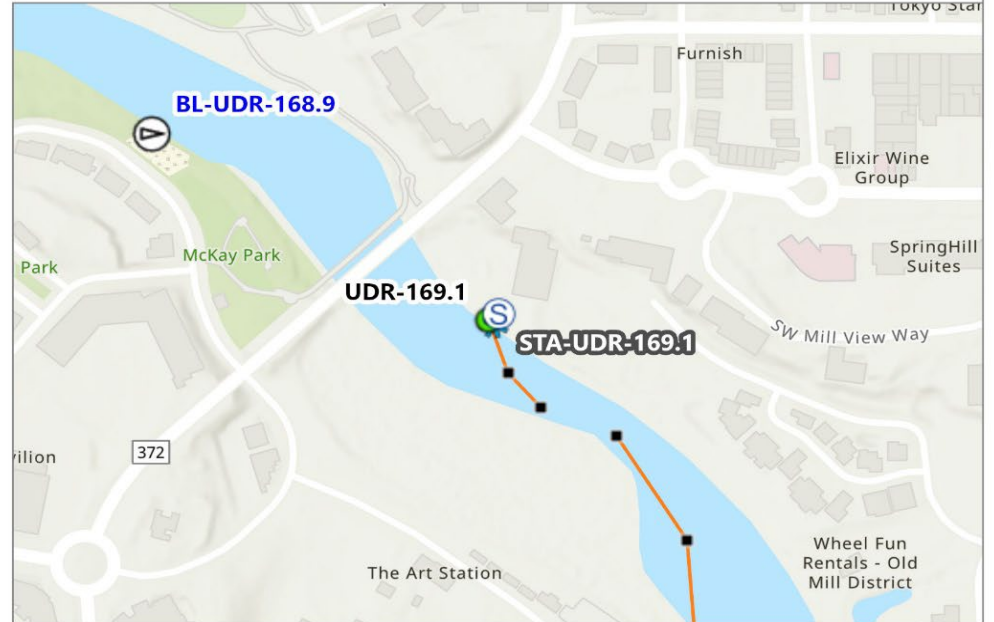 Tokyo Star
Furnish
BL-UDR-168.9
Elixir Wine
Group
McKay Park
Park
SpringHill
Suites
UDR-169.1
S
STA-UDR-169.1
SW Mill View Way
372
ilion
Wheel Fun
Rentals - Old
Mill District
The Art Station